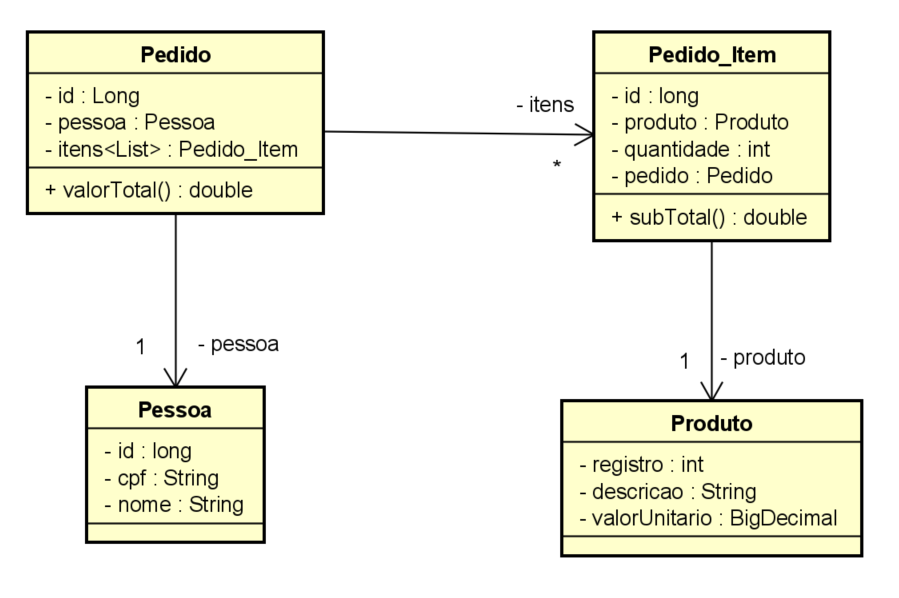 Pedido
- id : Long
- pessoa : Pessoa
- itens<List> : Pedido_Item
+ valorTotal() : double
- itens
*
Pedido_Item
- id : long
- produto : Produto
- quantidade : int
- pedido : Pedido
+ subTotal() : double
1
- pessoa
1
- produto
Pessoa
- id : long
- cpf : String
- nome : String
Produto
- registro : int
- descricao : String
- valorUnitario : BigDecimal